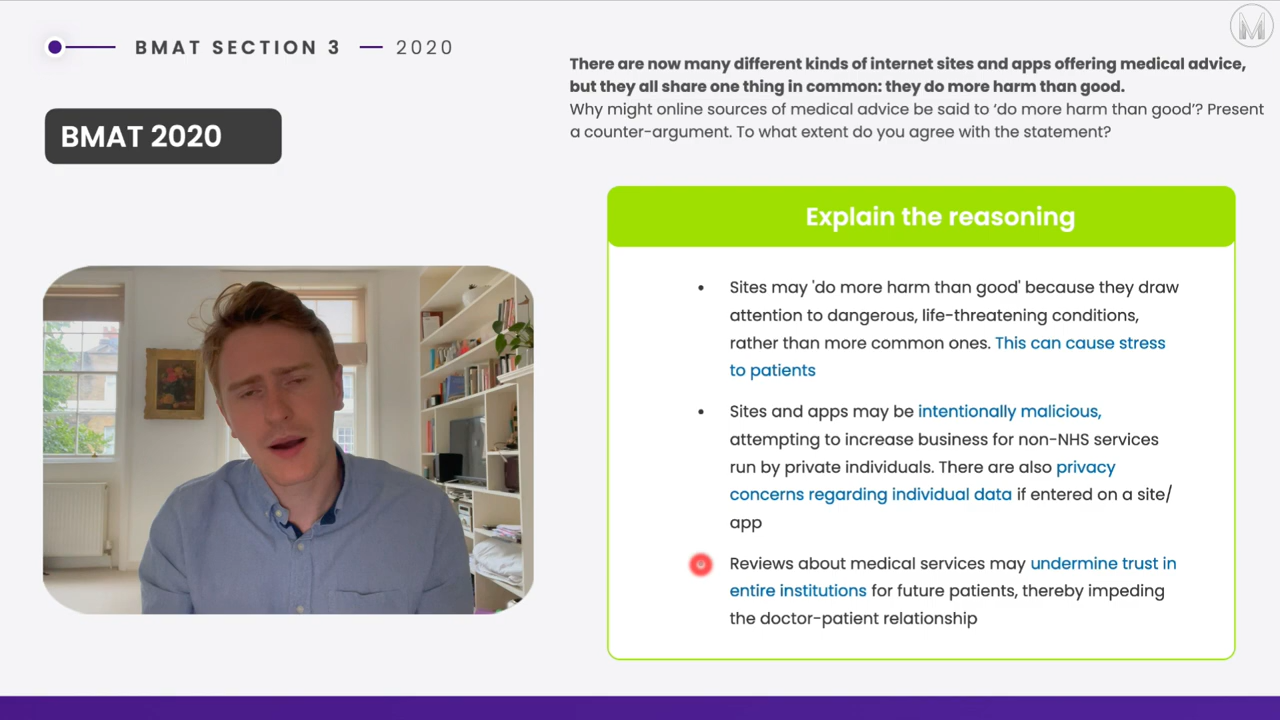 BMAT SECTION 3 — 2020
M
There are now many different kinds of internet sites and apps offering medical advice,
but they all share one thing in common: they do more harm than good.
Why might online sources of medical advice be said to ‘do more harm than good’? Present
a counter-argument. To what extent do you agree with the statement?
BMAT 2020
Explain the reasoning
• Sites may 'do more harm than good' because they draw
attention to dangerous, life-threatening conditions,
rather than more common ones. This can cause stress
to patients
• Sites and apps may be intentionally malicious,
attempting to increase business for non-NHS services
run by private individuals. There are also privacy
concerns regarding individual data if entered on a site/
app
Reviews about medical services may undermine trust in
entire institutions for future patients, thereby impeding
the doctor-patient relationship